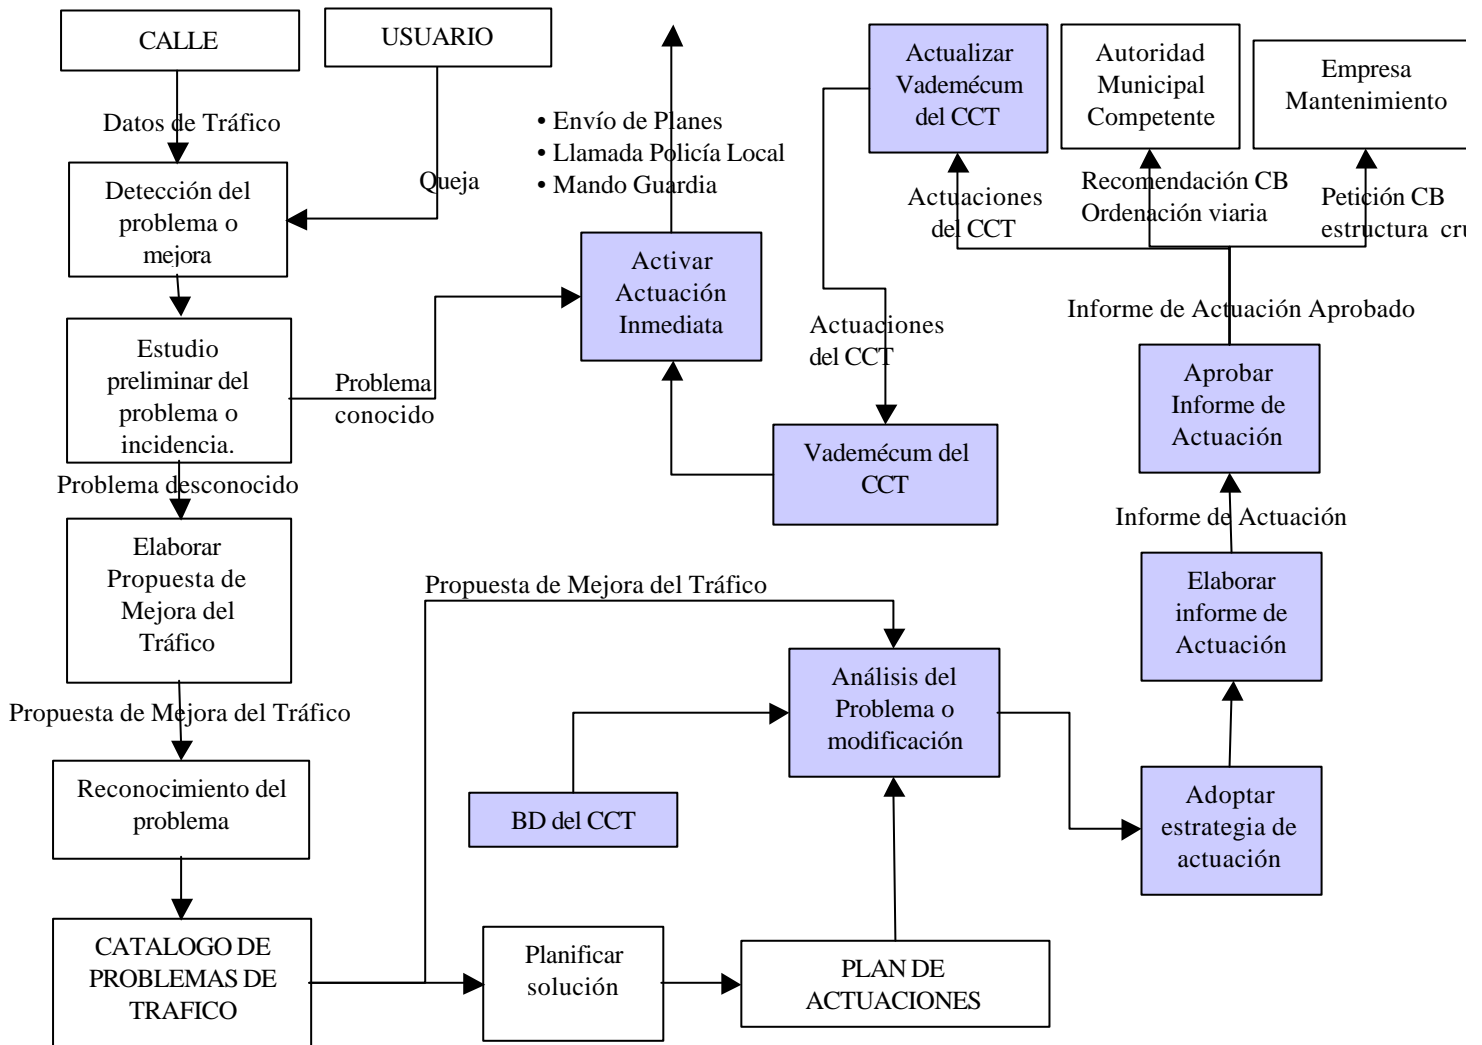 CALLE
USUARIO
Datos de Tráfico
Queja
Detección del
problema o
mejora
Estudio
preliminar del
problema o
incidencia.
Problema
conocido
Problema desconocido
Elaborar
Propuesta de
Mejora del
Tráfico
Propuesta de Mejora del Tráfico
Reconocimiento del
problema
CATALOGO DE
PROBLEMAS DE
TRAFICO
• Envío de Planes
• Llamada Policía Local
• Mando Guardia
Activar
Actuación
Inmediata
Actualizar
Vademécum
del CCT
Autoridad
Municipal
Competente
Empresa
Mantenimiento
Actuaciones
del CCT
Recomendación CB
Ordenación viaria
Petición CB
estructura cru
Actuaciones
del CCT
Vademécum del
CCT
Informe de Actuación Aprobado
Aprobar
Informe de
Actuación
Informe de Actuación
Elaborar
informe de
Actuación
Propuesta de Mejora del Tráfico
Análisis del
Problema o
modificación
BD del CCT
Adoptar
estrategia de
actuación
Planificar
solución
PLAN DE
ACTUACIONES